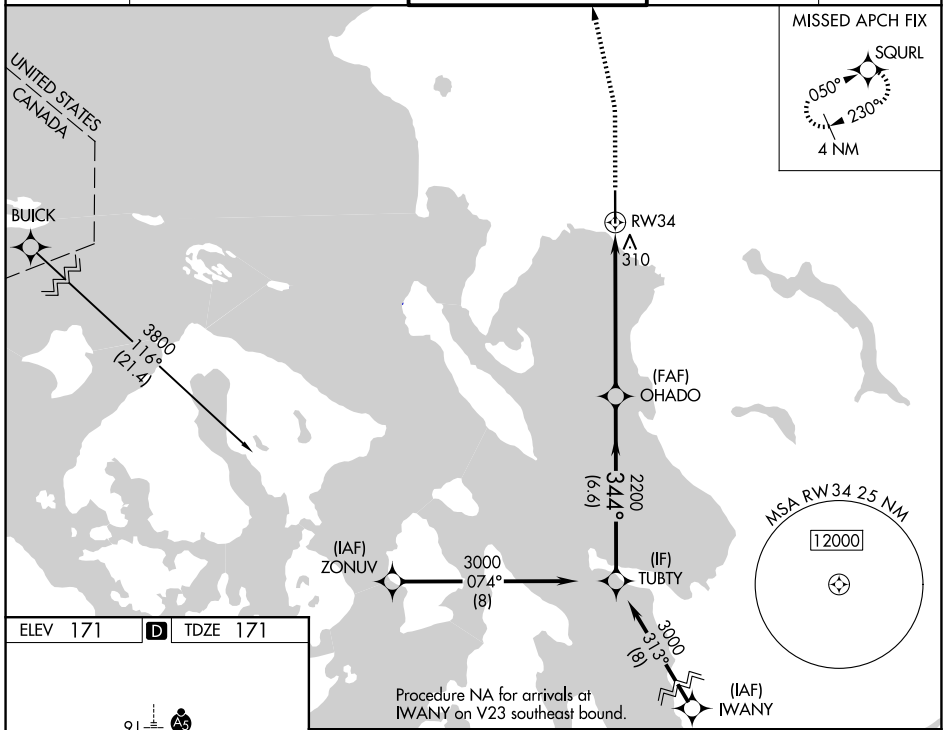 MISSED APCH FIX
SQURL
050°
230°
4 NM
UNITED STATES
CANADA
BUICK
3800
116°
(21.4)
RW34
310
(FAF)
OHADO
2200
344°
(6.6)
MSA RW34 25 NM
12000
(IAF)
ZONUV
3000
074°
(8)
(IF)
TUBTY
3000
313°
(8)
(IAF)
IWANY
Procedure NA for arrivals at
IWANY on V23 southeast bound.
ELEV 171 D TDZE 171
A5